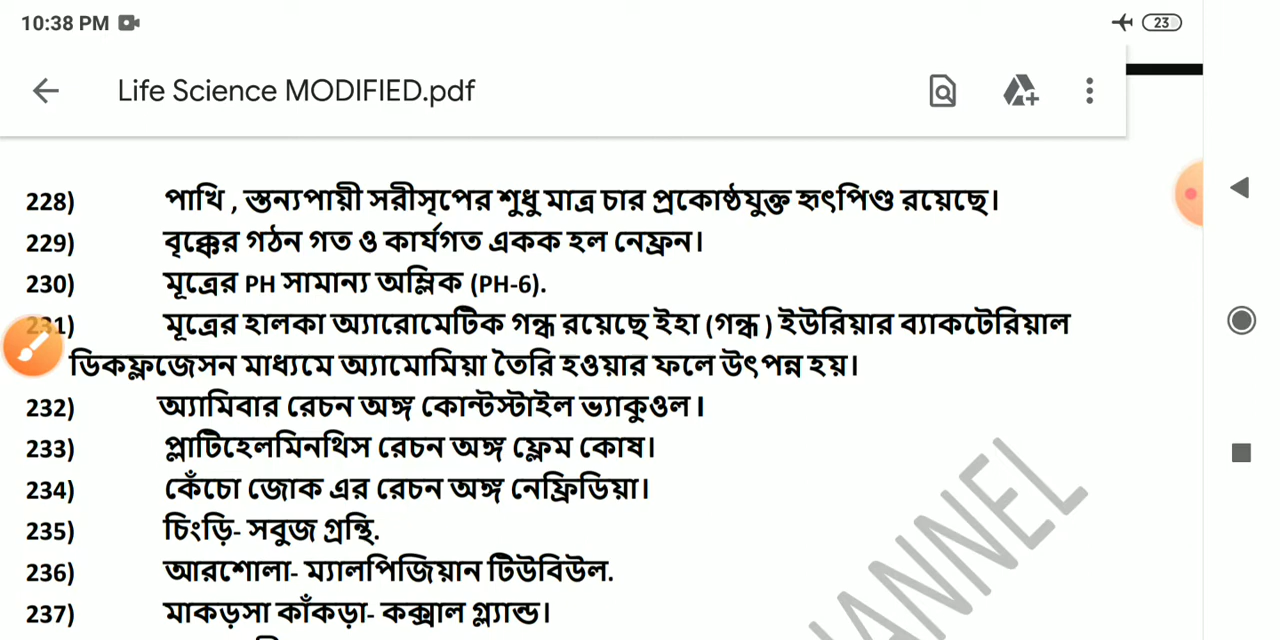 10:38 PM
23
Life Science MODIFIED.pdf
228) পাখি , স্তন্যপায়ী সরীসৃপের শুধু মাত্র চার প্রকোষ্ঠযুক্ত হৃৎপিণ্ড রয়েছে।
229) বৃক্কের গঠন গত ও কার্যগত একক হল নেফ্রন।
230) মূত্রের PH সামান্য অম্লিক (PH-6).
231) মূত্রের হালকা অ্যারোমেটিক গন্ধ রয়েছে ইহা (গন্ধ ) ইউরিয়ার ব্যাকটেরিয়াল
ডিকফ্লজেসন মাধ্যমে অ্যামোমিয়া তৈরি হওয়ার ফলে উৎপন্ন হয়।
232) অ্যামিবার রেচন অঙ্গ কোন্টস্টাইল ভ্যাকুওল।
233) প্লাটিহেলমিনথিস রেচন অঙ্গ ফ্লেম কোষ।
234) কেঁচো জোক এর রেচন অঙ্গ নেফ্রিডিয়া।
235) চিংড়ি- সবুজ গ্রন্থি.
236) আরশোলা- ম্যালপিজিয়ান টিউবিউল.
237) মাকড়সা কাঁকড়া- কক্সাল গ্ল্যান্ড।